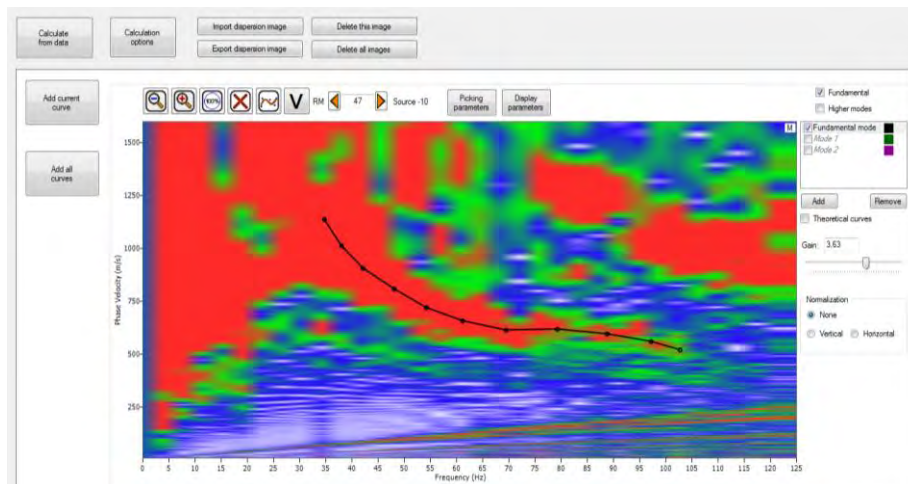 Calculate from data
Calculation options
Import dispersion image
Delete this image
Export dispersion image
Delete all images
Add current curve
Add all curves
100%
V
RM 47 Source -10
Picking parameters
Display parameters
Fundamental
Higher modes
M
Fundamental mode
Mode 1
Mode 2
Add
Remove
Theoretical curves
Gain: 3.63
Normalization
None
Vertical
Horizontal
Phase Velocity (m/s)
1500
1250
1000
750
500
250
0 5 10 15 20 25 30 35 40 45 50 55 60 65 70 75 80 85 90 95 100 105 110 115 120 125
Frequency (Hz)